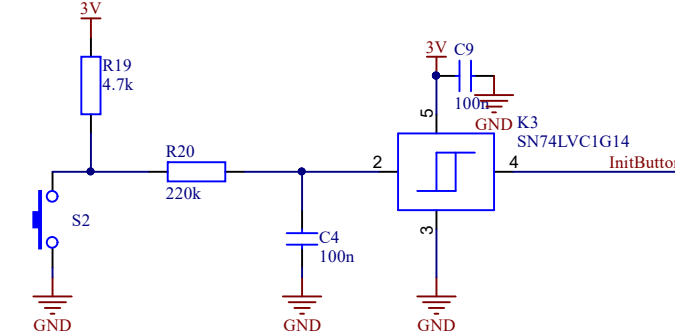 3V
R19
4.7k
3V
C9
100n
GND
K3
SN74LVC1G14
5
R20
220k
2
4
InitButton
S2
3
C4
100n
GND
GND
GND